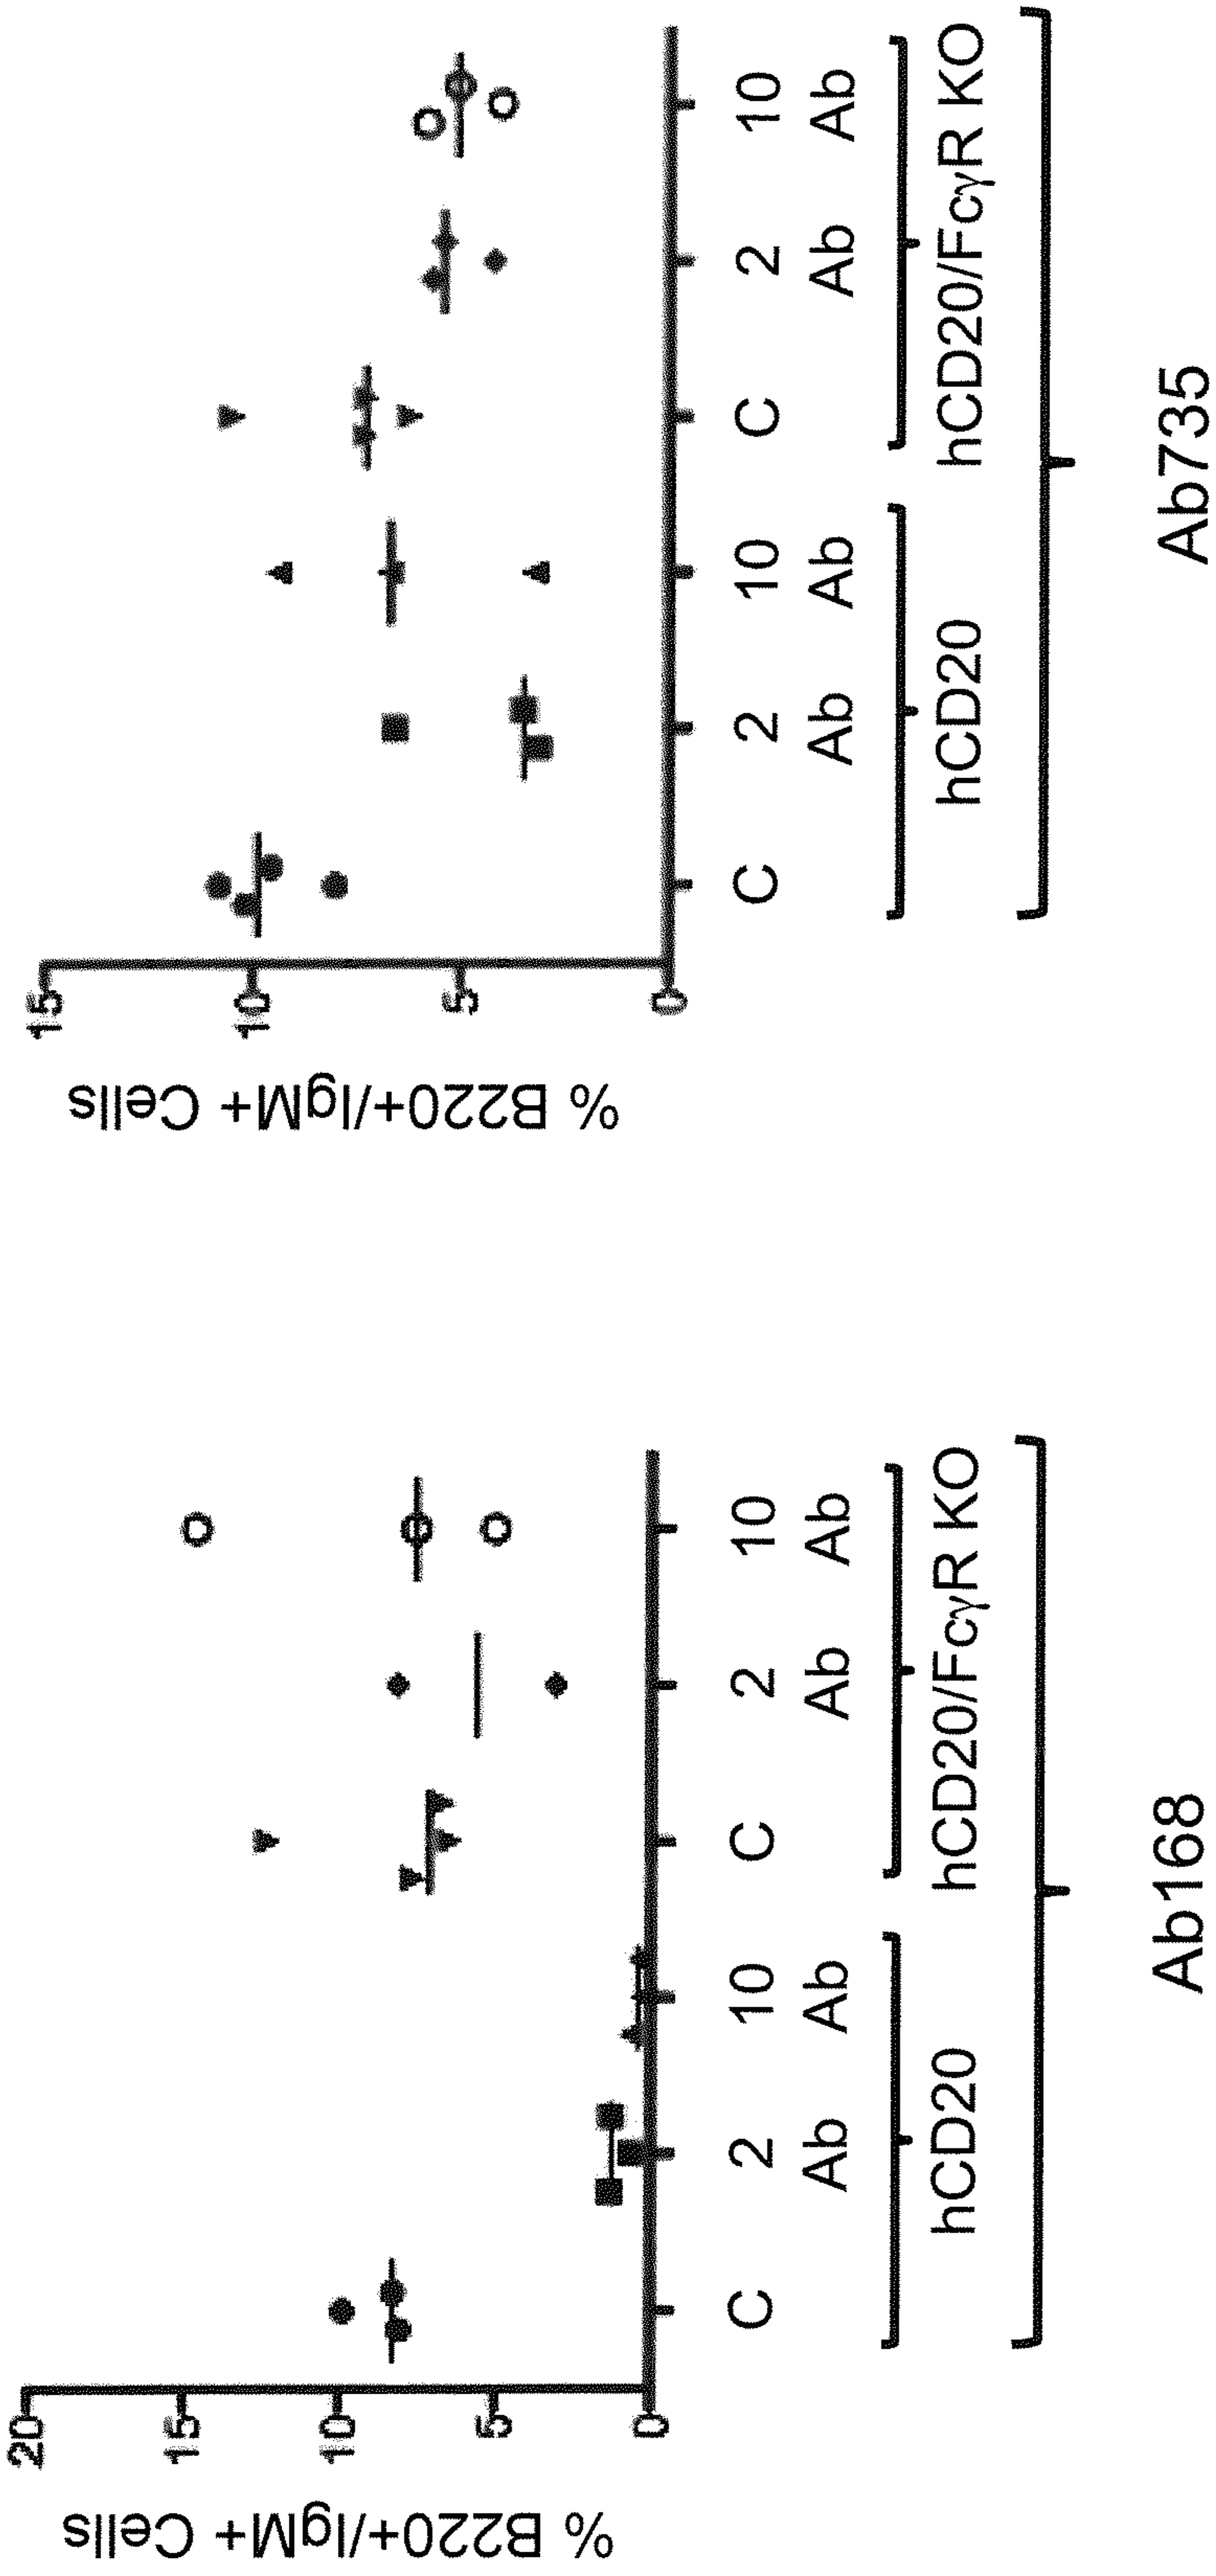 % B220+/IgM+ Cells
20
15
10
5
0
C 2 10 C 2 10
Ab Ab Ab Ab
hCD20 hCD20/FcγR KO
Ab168
% B220+/IgM+ Cells
15
10
5
0
C 2 10 C 2 10
Ab Ab Ab Ab
hCD20 hCD20/FcγR KO
Ab735